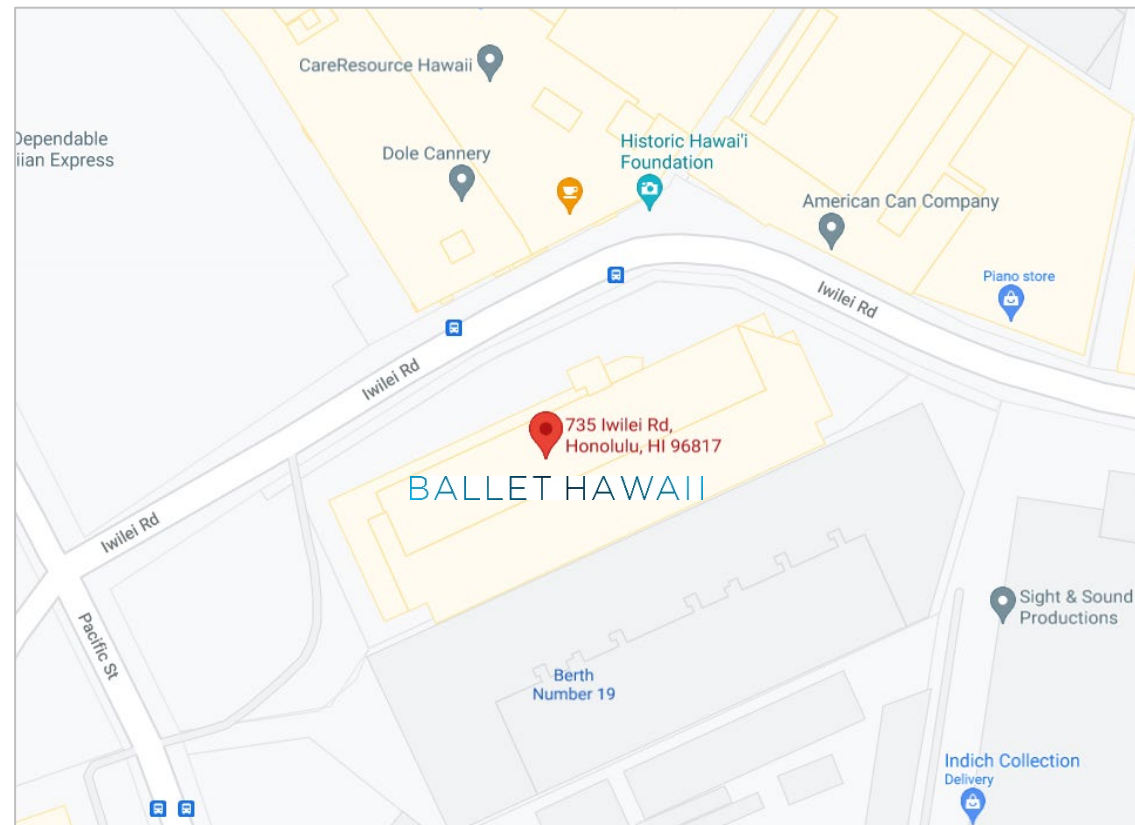 CareResource Hawaii
Dependable
iian Express
Dole Cannery
Historic Hawai'i
Foundation
American Can Company
Piano store
Iwilei Rd
Iwilei Rd
735 Iwilei Rd,
Honolulu, HI 96817
BALLET HAWAII
Iwilei Rd
Pacific St
Sight & Sound
Productions
Berth
Number 19
Indich Collection
Delivery